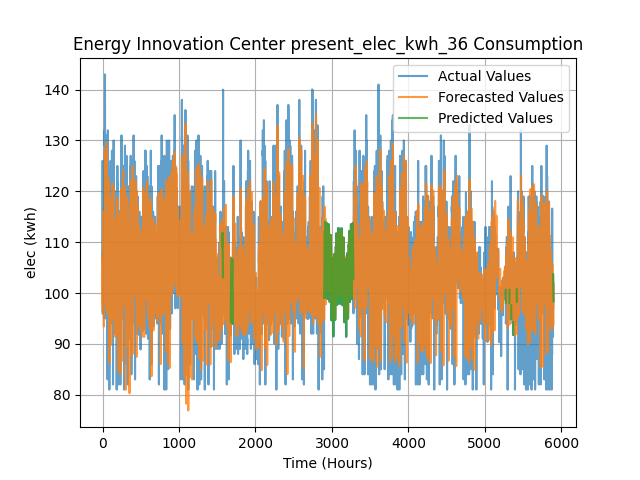 Energy Innovation Center present_elec_kwh_36 Consumption
Actual Values
Forecasted Values
Predicted Values
elec (kwh)
140
130
120
110
100
90
80
0
1000
2000
3000
4000
5000
6000
Time (Hours)